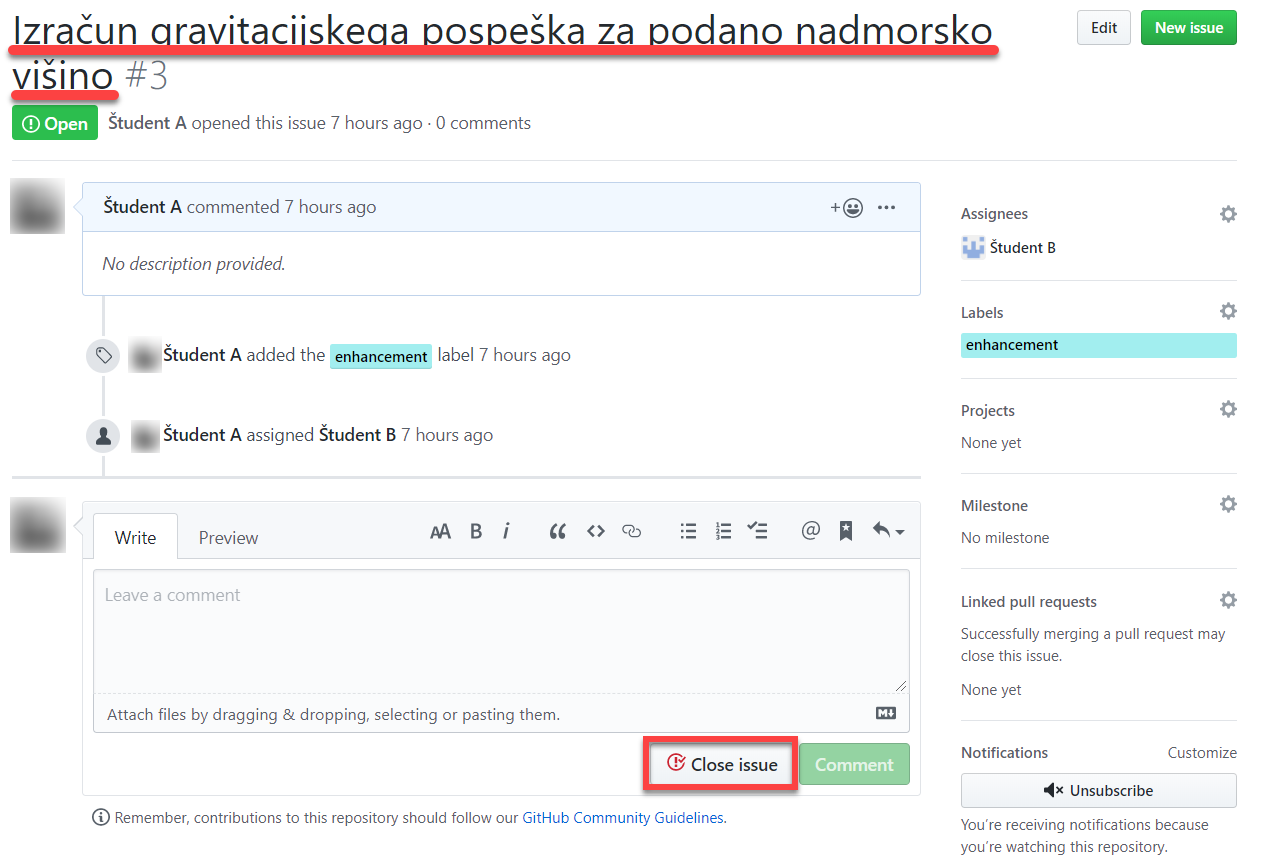 Izračun gravitacijskega pospeška za podano nadmorsko
višino #3
Edit
New issue
Open
Študent A opened this issue 7 hours ago · 0 comments
Študent A commented 7 hours ago
No description provided.
Študent A added the enhancement label 7 hours ago
Študent A assigned Študent B 7 hours ago
Write
Preview
AA B i
@
Leave a comment
Attach files by dragging & dropping, selecting or pasting them.
M
Close issue
Comment
Remember, contributions to this repository should follow our GitHub Community Guidelines.
Assignees
Študent B
Labels
enhancement
Projects
None yet
Milestone
No milestone
Linked pull requests
Successfully merging a pull request may
close this issue.
None yet
Notifications
Customize
Unsubscribe
You're receiving notifications because
you're watching this repository.